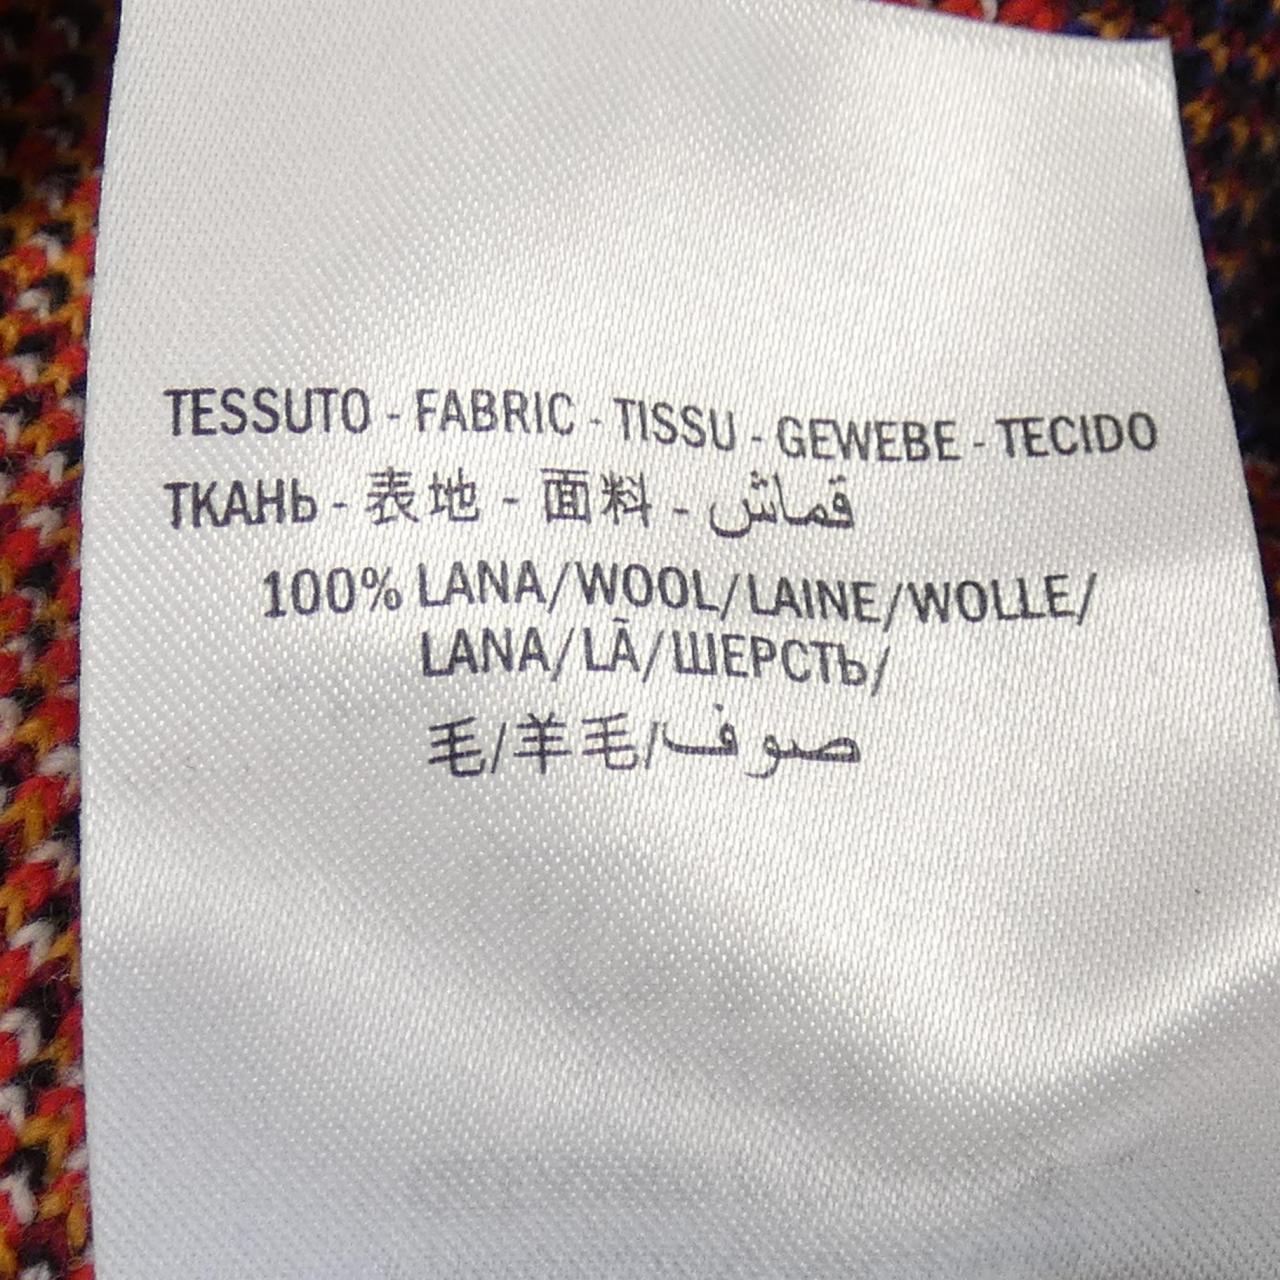 TESSUTO - FABRIC - TISSU - GEWEBE - TECIDO
ТКАНЬ - 表地 - 面料 - قماش
100% LANA/WOOL/LAINE/WOLLE/
LANA/LÃ/ШЕРСТЬ/
毛/羊毛/صوف